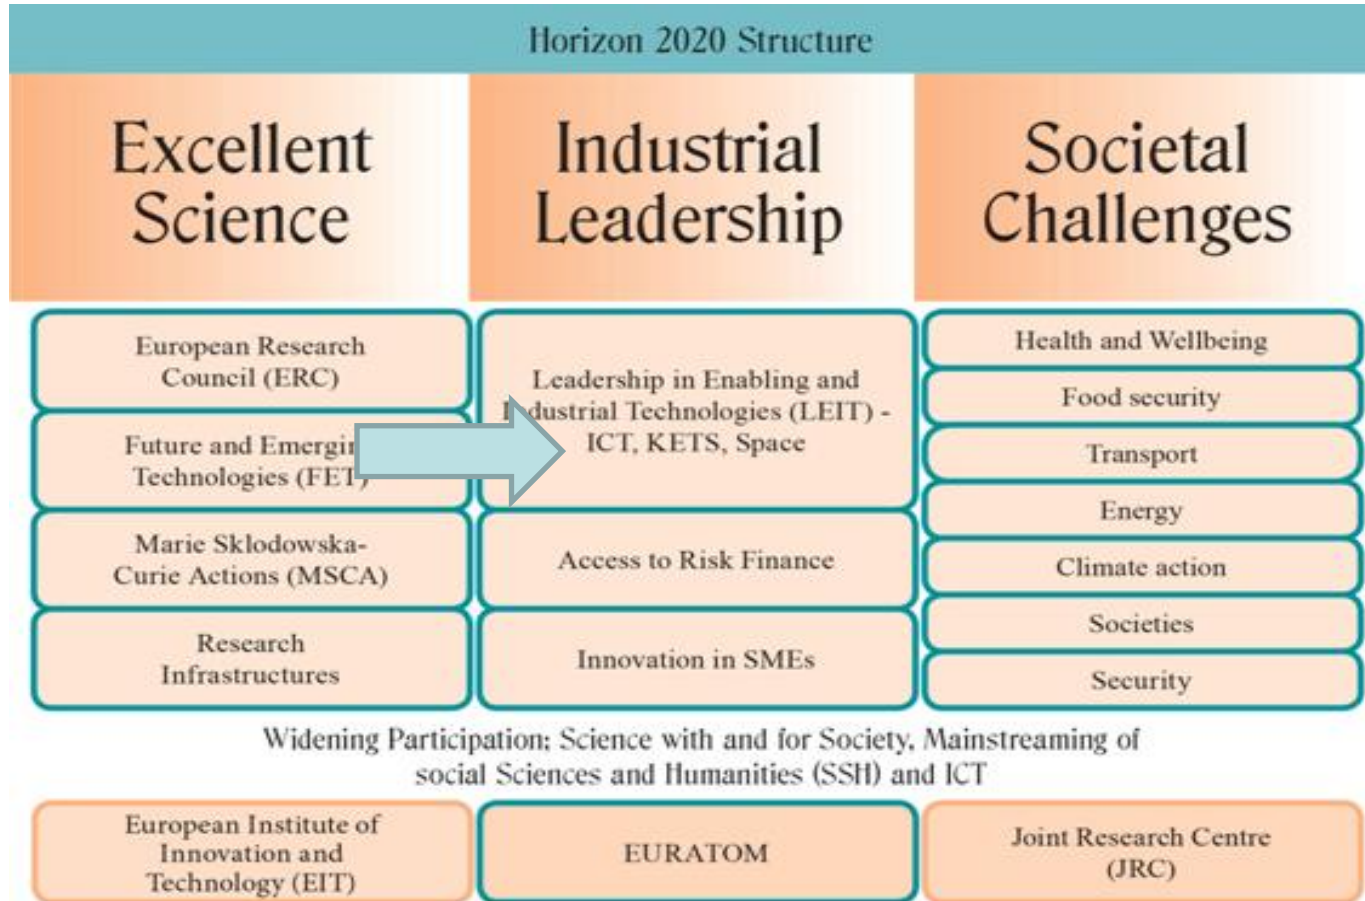 Horizon 2020 Structure
Excellent
Science
Industrial
Leadership
Societal
Challenges
European Research
Council (ERC)
Future and Emergin
Technologies (FET)
Marie Sklodowska-
Curie Actions (MSCA)
Research
Infrastructures
Leadership in Enabling and
Industrial Technologies (LEIT) -
ICT, KETS, Space
Access to Risk Finance
Innovation in SMEs
Health and Wellbeing
Food security
Transport
Energy
Climate action
Societies
Security
Widening Participation; Science with and for Society, Mainstreaming of
social Sciences and Humanities (SSH) and ICT
European Institute of
Innovation and
Technology (EIT)
EURATOM
Joint Research Centre
(JRC)